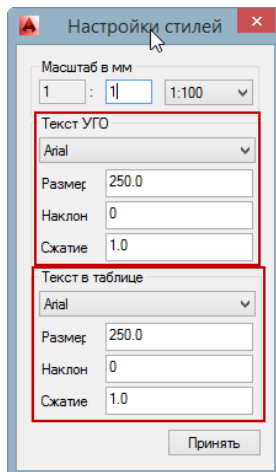 Настройки стилей
Масштаб в мм
1 : 1 1:100
Текст УГО
Arial
Размер 250.0
Наклон 0
Сжатие 1.0
Текст в таблице
Arial
Размер 250.0
Наклон 0
Сжатие 1.0
Принять